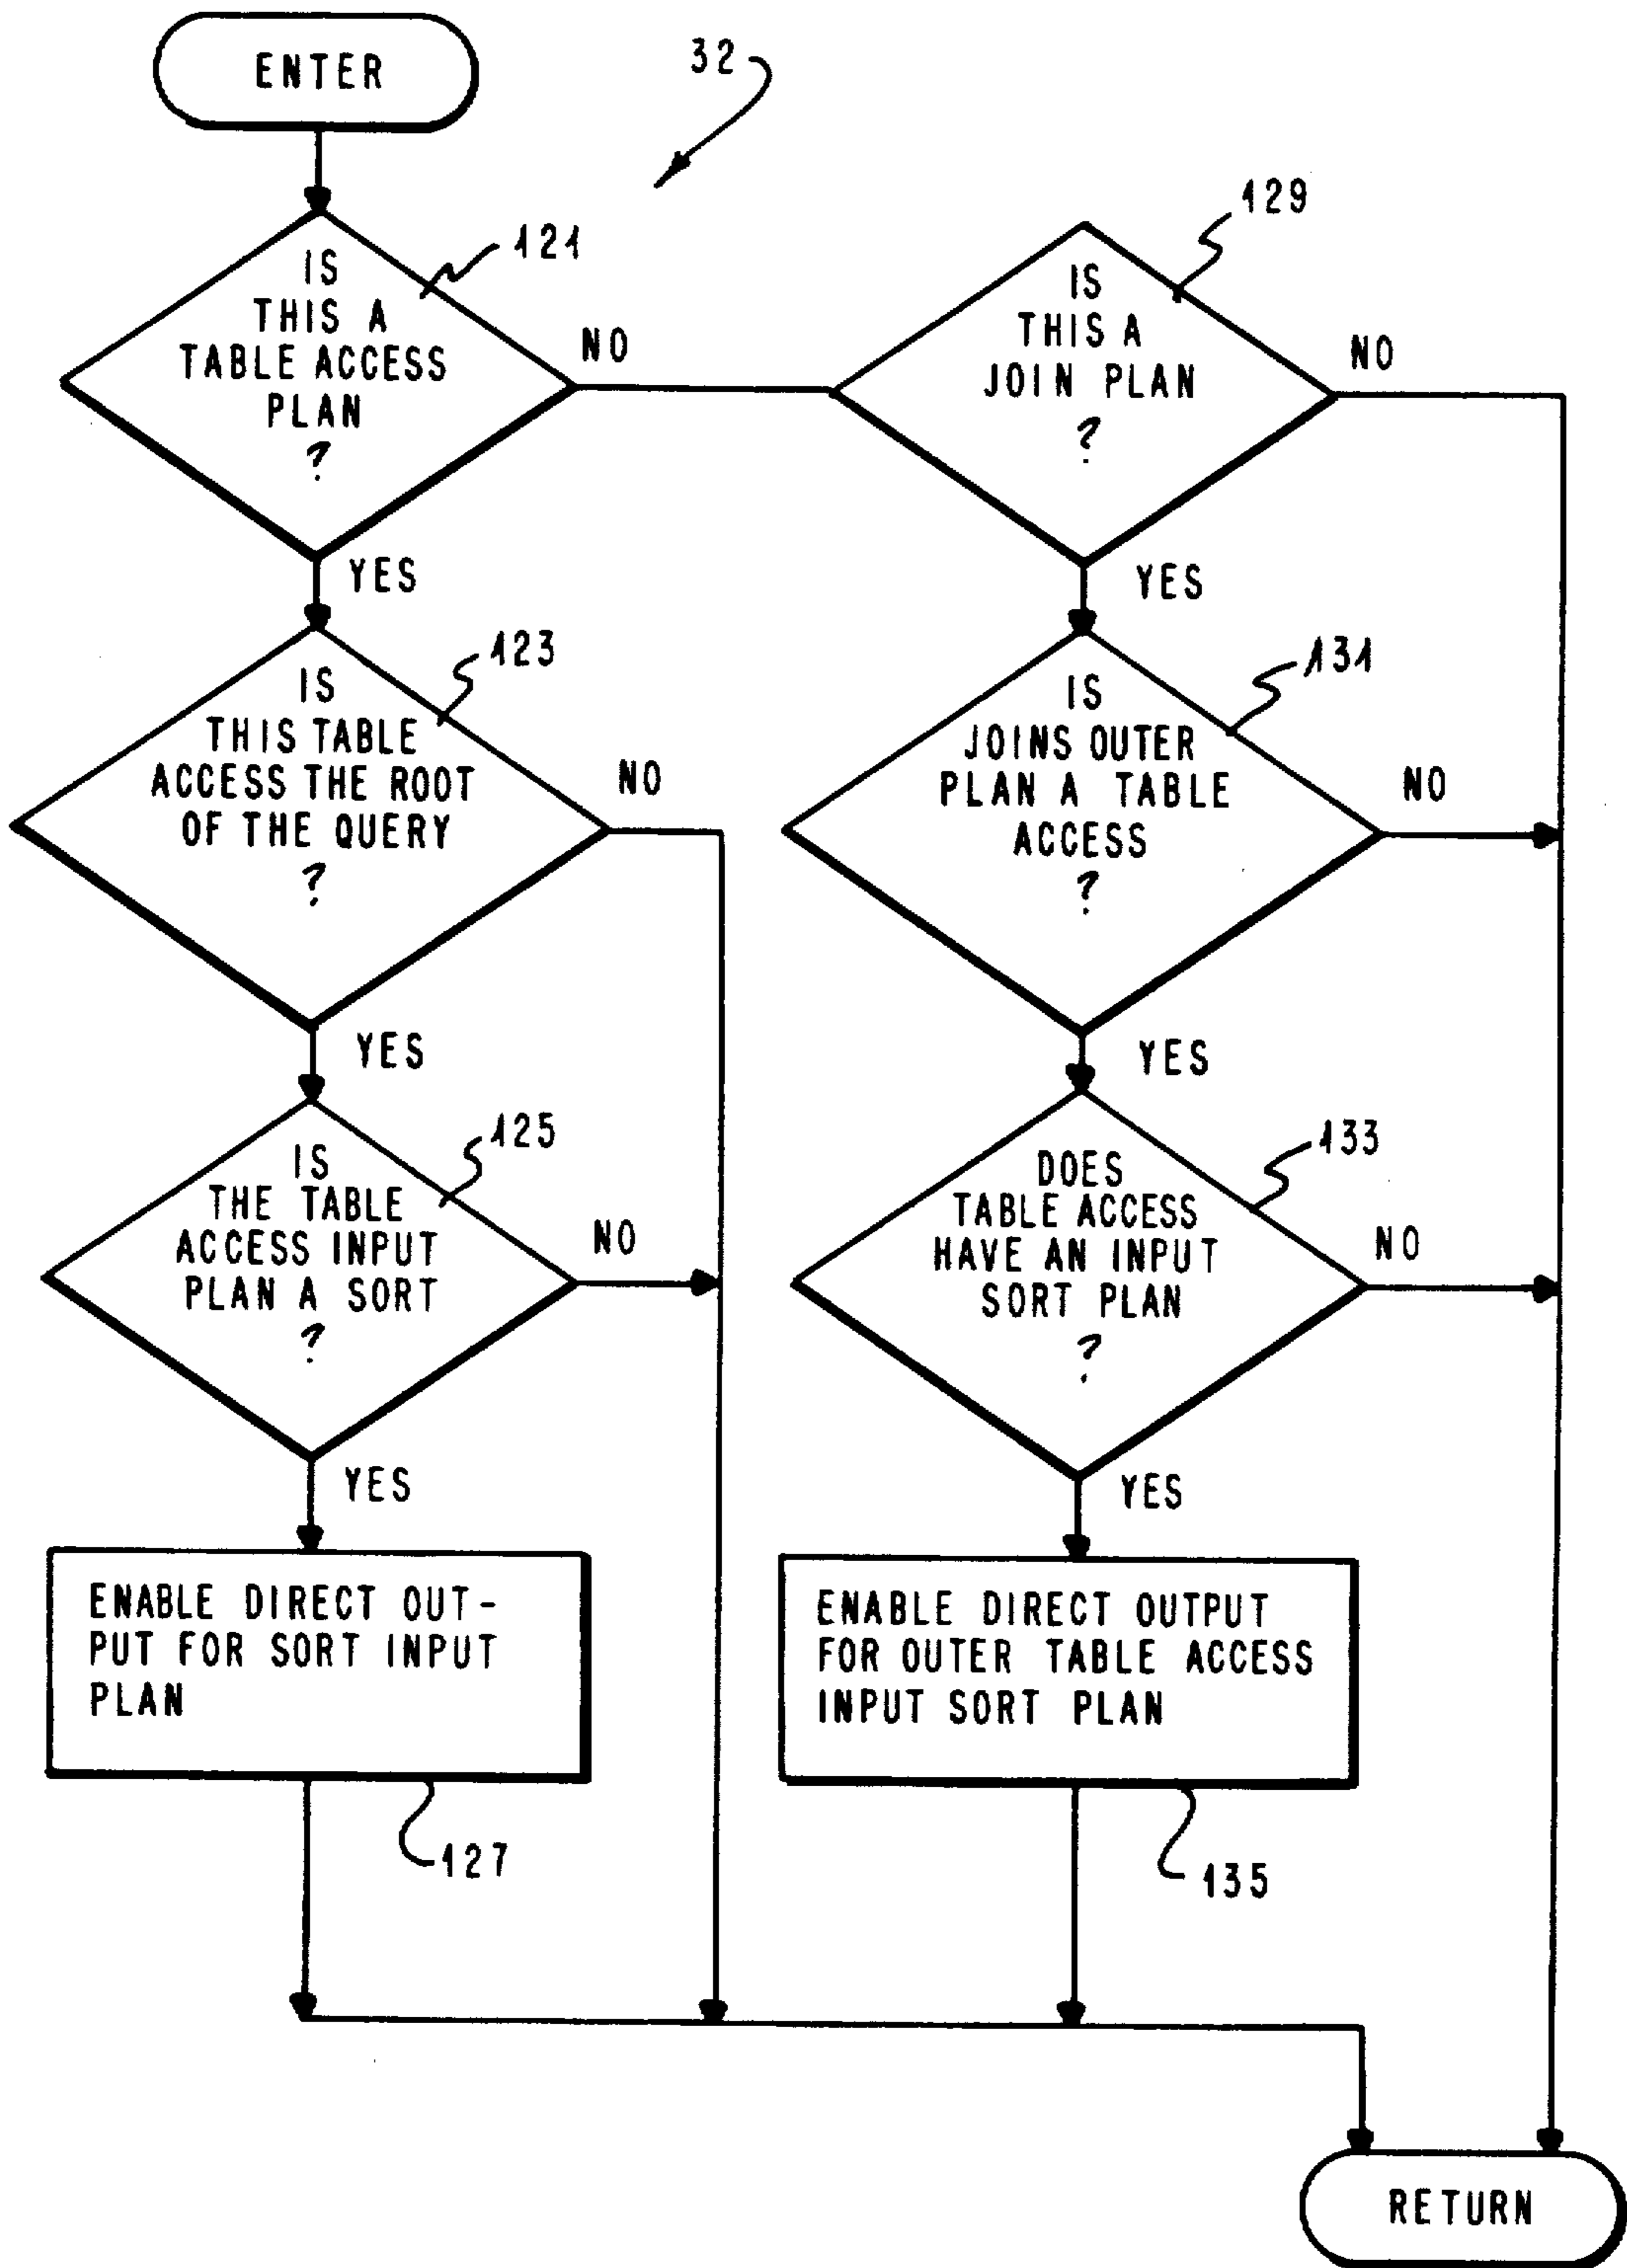 ENTER
32
121
IS
THIS A
TABLE ACCESS
PLAN
?
NO
YES
129
IS
THIS A
JOIN PLAN
?
NO
YES
123
IS
THIS TABLE
ACCESS THE ROOT
OF THE QUERY
?
NO
YES
131
IS
JOINS OUTER
PLAN A TABLE
ACCESS
?
NO
YES
125
IS
THE TABLE
ACCESS INPUT
PLAN A SORT
?
NO
YES
133
DOES
TABLE ACCESS
HAVE AN INPUT
SORT PLAN
?
NO
YES
ENABLE DIRECT OUT-
PUT FOR SORT INPUT
PLAN
127
ENABLE DIRECT OUTPUT
FOR OUTER TABLE ACCESS
INPUT SORT PLAN
135
RETURN